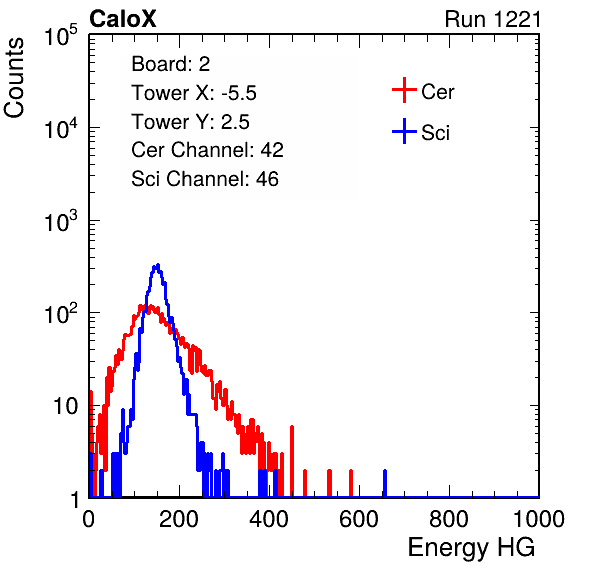 CaloX Run 1221
Counts
Board: 2
Tower X: -5.5
Tower Y: 2.5
Cer Channel: 42
Sci Channel: 46
Cer
Sci
10^5
10^4
10^3
10^2
10
1
0 200 400 600 800 1000
Energy HG